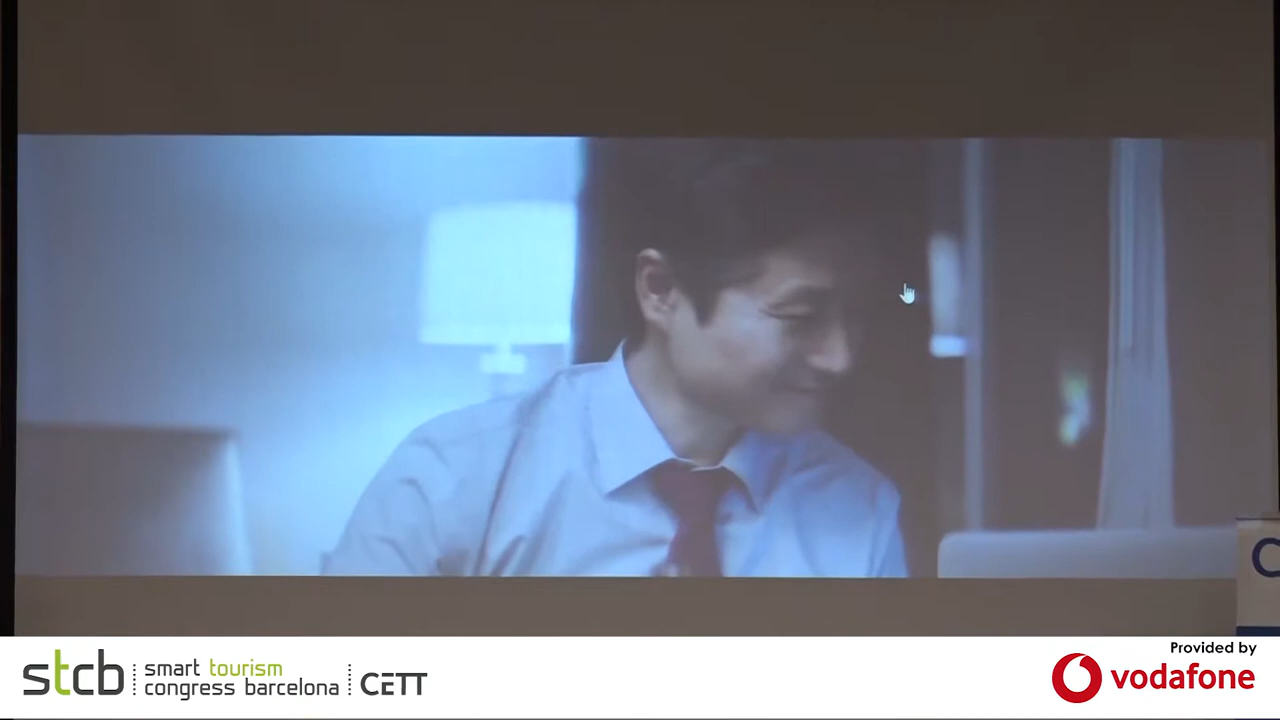 C
stcb
smart tourism
congress barcelona
CETT
Provided by
vodafone